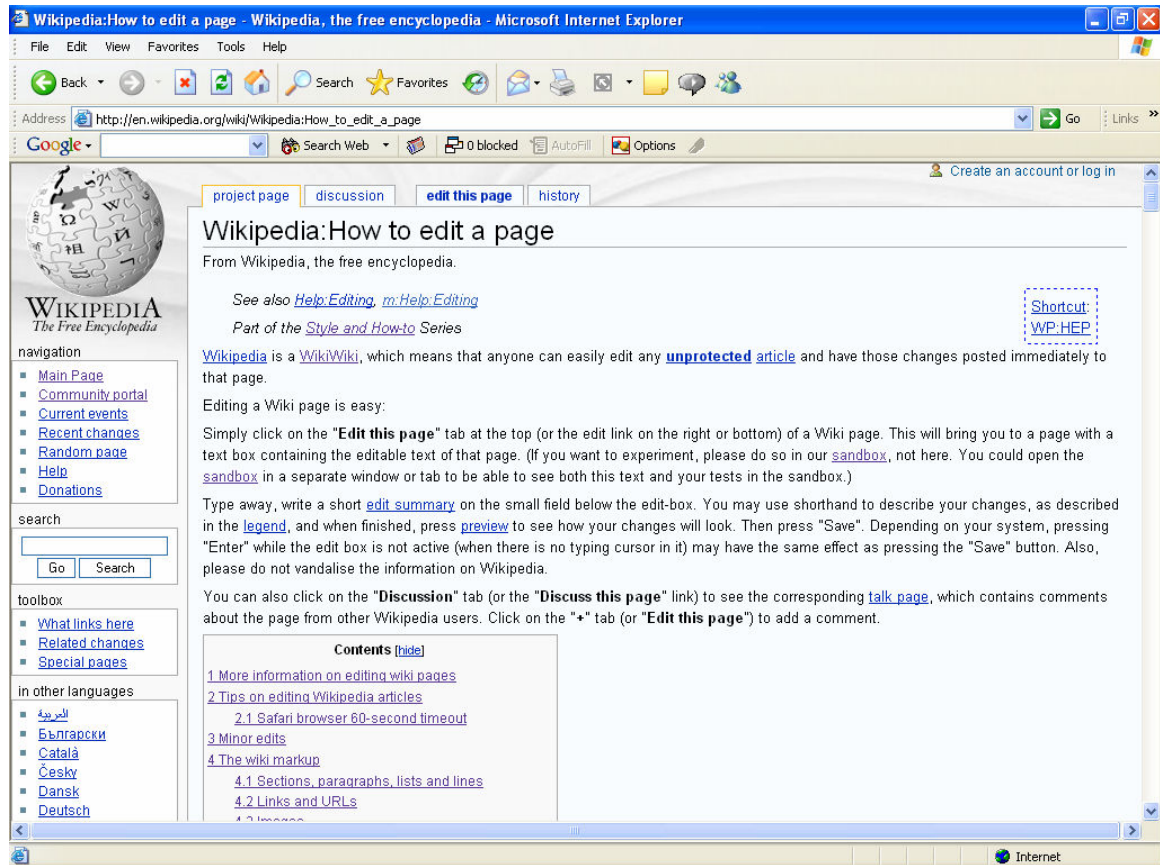 Wikipedia:How to edit a page - Wikipedia, the free encyclopedia - Microsoft Internet Explorer
File Edit View Favorites Tools Help
Back Search Favorites
Address http://en.wikipedia.org/wiki/Wikipedia:How_to_edit_a_page Go Links »
Google Search Web 0 blocked AutoFill Options
Create an account or log in
project page discussion edit this page history
Wikipedia:How to edit a page
From Wikipedia, the free encyclopedia.
See also Help:Editing, m:Help:Editing
Part of the Style and How-to Series
Shortcut:
WP:HEP
Wikipedia is a WikiWiki, which means that anyone can easily edit any unprotected article and have those changes posted immediately to
that page.
Editing a Wiki page is easy:
Simply click on the "Edit this page" tab at the top (or the edit link on the right or bottom) of a Wiki page. This will bring you to a page with a
text box containing the editable text of that page. (If you want to experiment, please do so in our sandbox, not here. You could open the
sandbox in a separate window or tab to be able to see both this text and your tests in the sandbox.)
Type away, write a short edit summary on the small field below the edit-box. You may use shorthand to describe your changes, as described
in the legend, and when finished, press preview to see how your changes will look. Then press "Save". Depending on your system, pressing
"Enter" while the edit box is not active (when there is no typing cursor in it) may have the same effect as pressing the "Save" button. Also,
please do not vandalise the information on Wikipedia.
You can also click on the "Discussion" tab (or the "Discuss this page" link) to see the corresponding talk page, which contains comments
about the page from other Wikipedia users. Click on the "+" tab (or "Edit this page") to add a comment.
Contents [hide]
1 More information on editing wiki pages
2 Tips on editing Wikipedia articles
2.1 Safari browser 60-second timeout
3 Minor edits
4 The wiki markup
4.1 Sections, paragraphs, lists and lines
4.2 Links and URLs
4.3 Images
WIKIPEDIA
The Free Encyclopedia
navigation
Main Page
Community portal
Current events
Recent changes
Random page
Help
Donations
search
Go Search
toolbox
What links here
Related changes
Special pages
in other languages
العربية
Български
Català
Česky
Dansk
Deutsch
Internet